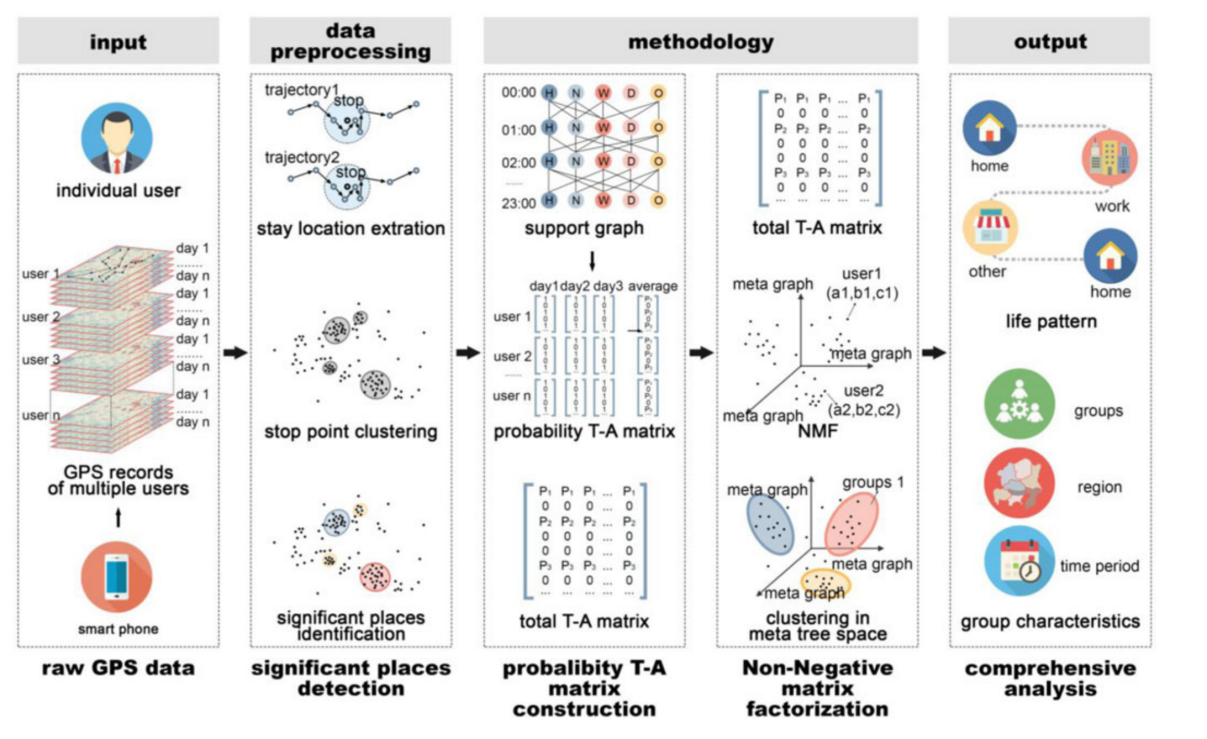 input
data
preprocessing
methodology
output
individual user
user 1
user 2
user 3
user n
day 1
......
day n
day 1
......
day n
day 1
......
day n
day 1
......
day n
GPS records
of multiple users
smart phone
raw GPS data
trajectory1
stop
trajectory2
stop
stay location extration
stop point clustering
significant places
identification
significant places
detection
00:00 H N W D O
01:00 H N W D O
02:00 H N W D O
......
23:00 H N W D O
support graph
day1 day2 day3 average
user 1
user 2
......
user n
probability T-A matrix
P₁ P₁ P₁ ... P₁
0 0 0 ... 0
P₂ P₂ P₂ ... P₂
0 0 0 ... 0
0 0 0 ... 0
P₃ P₃ P₃ ... P₃
0 0 0 ... 0
... ... ... ... ...
total T-A matrix
probalibity T-A
matrix
construction
P₁ P₁ P₁ ... P₁
0 0 0 ... 0
P₂ P₂ P₂ ... P₂
0 0 0 ... 0
0 0 0 ... 0
P₃ P₃ P₃ ... P₃
0 0 0 ... 0
... ... ... ... ...
total T-A matrix
meta graph
user1
(a1,b1,c1)
meta graph
user2
(a2,b2,c2)
meta graph
NMF
meta graph
groups 1
meta graph
meta graph
clustering in
meta tree space
Non-Negative
matrix
factorization
home
work
other
home
life pattern
groups
region
time period
group characteristics
comprehensive
analysis